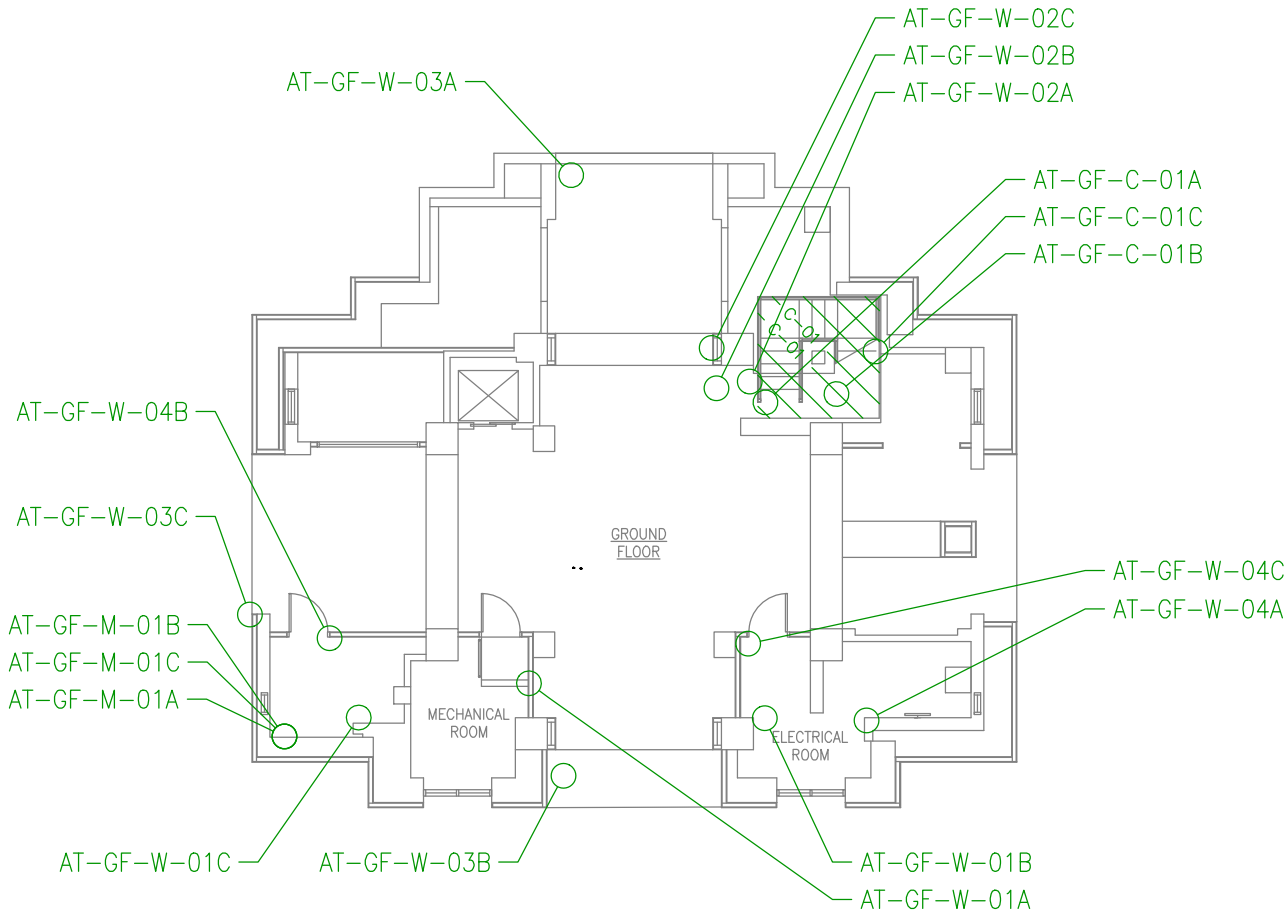 AT-GF-W-02C
AT-GF-W-02B
AT-GF-W-03A
AT-GF-W-02A
AT-GF-C-01A
AT-GF-C-01C
AT-GF-C-01B
C-01
C-01
AT-GF-W-04B
AT-GF-W-03C
GROUND
FLOOR
AT-GF-W-04C
AT-GF-W-04A
AT-GF-M-01B
AT-GF-M-01C
AT-GF-M-01A
MECHANICAL
ROOM
ELECTRICAL
ROOM
AT-GF-W-01C
AT-GF-W-03B
AT-GF-W-01B
AT-GF-W-01A